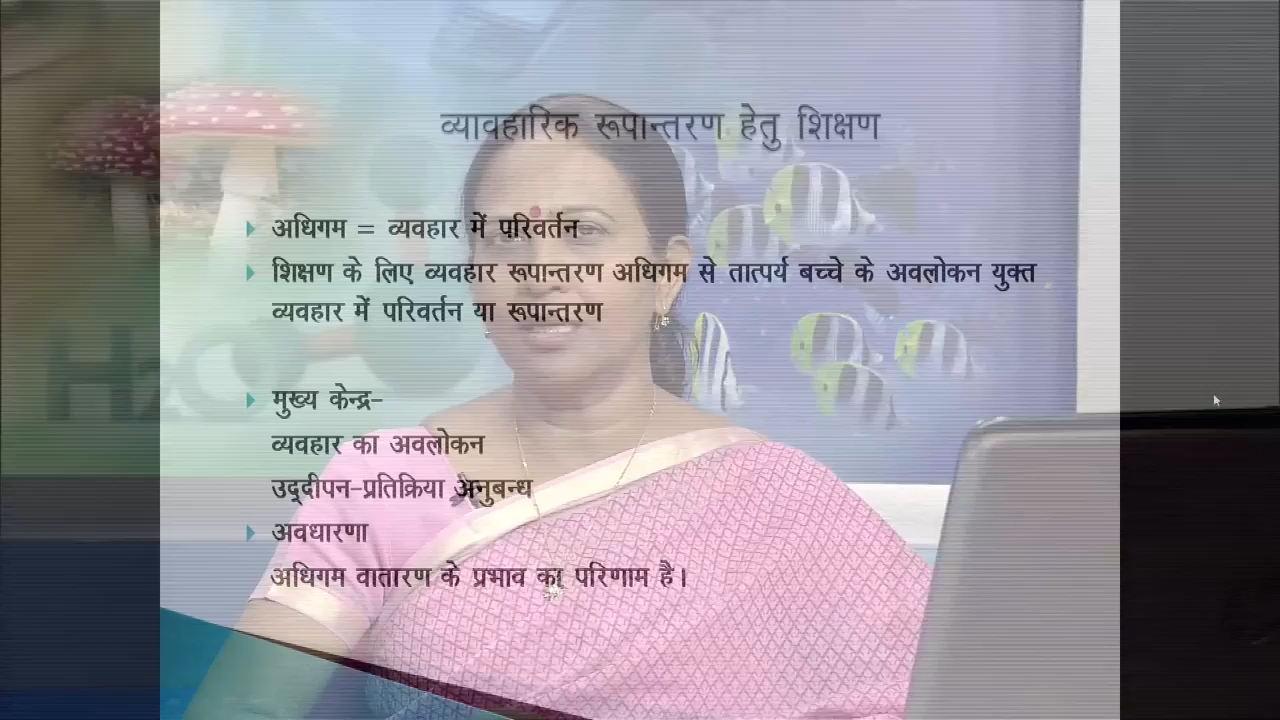 व्यावहारिक रूपान्तरण हेतु शिक्षण
अधिगम = व्यवहार में परिवर्तन
शिक्षण के लिए व्यवहार रूपान्तरण अधिगम से तात्पर्य बच्चे के अवलोकन युक्त
व्यवहार में परिवर्तन या रूपान्तरण
मुख्य केन्द्र-
व्यवहार का अवलोकन
उद्दीपन-प्रतिक्रिया अनुबन्ध
अवधारणा
अधिगम वातारण के प्रभाव का परिणाम है।
H2O